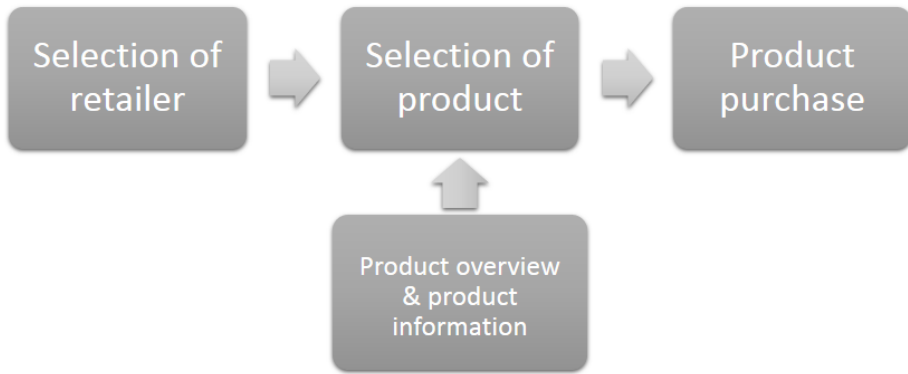 Selection of
retailer
Selection of
product
Product
purchase
Product overview
& product
information